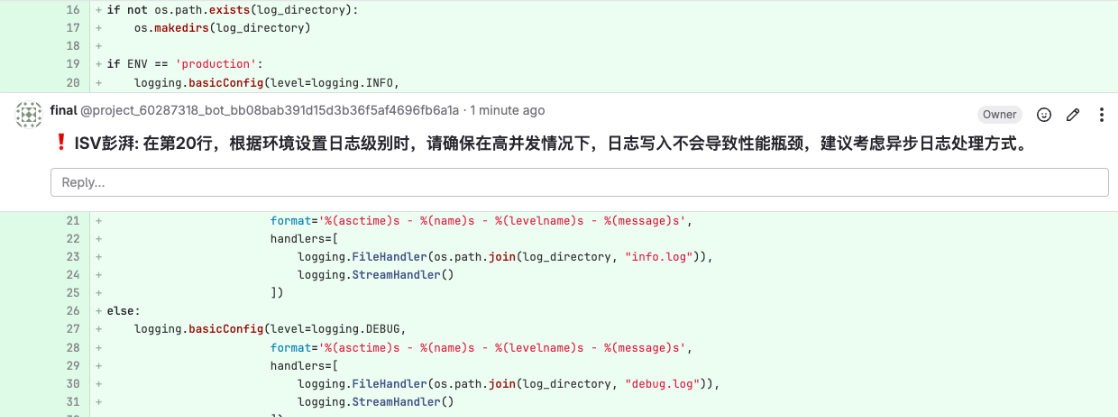 16 + if not os.path.exists(log_directory):
17 +     os.makedirs(log_directory)
18 +
19 + if ENV == 'production':
20 +     logging.basicConfig(level=logging.INFO,
final @project_60287318_bot_bb08bab391d15d3b36f5af4696fb6a1a · 1 minute ago
Owner
❗ ISV彭湃: 在第20行，根据环境设置日志级别时，请确保在高并发情况下，日志写入不会导致性能瓶颈，建议考虑异步日志处理方式。
Reply...
21 +                         format='%(asctime)s - %(name)s - %(levelname)s - %(message)s',
22 +                         handlers=[
23 +                             logging.FileHandler(os.path.join(log_directory, "info.log")),
24 +                             logging.StreamHandler()
25 +                         ])
26 + else:
27 +     logging.basicConfig(level=logging.DEBUG,
28 +                         format='%(asctime)s - %(name)s - %(levelname)s - %(message)s',
29 +                         handlers=[
30 +                             logging.FileHandler(os.path.join(log_directory, "debug.log")),
31 +                             logging.StreamHandler()